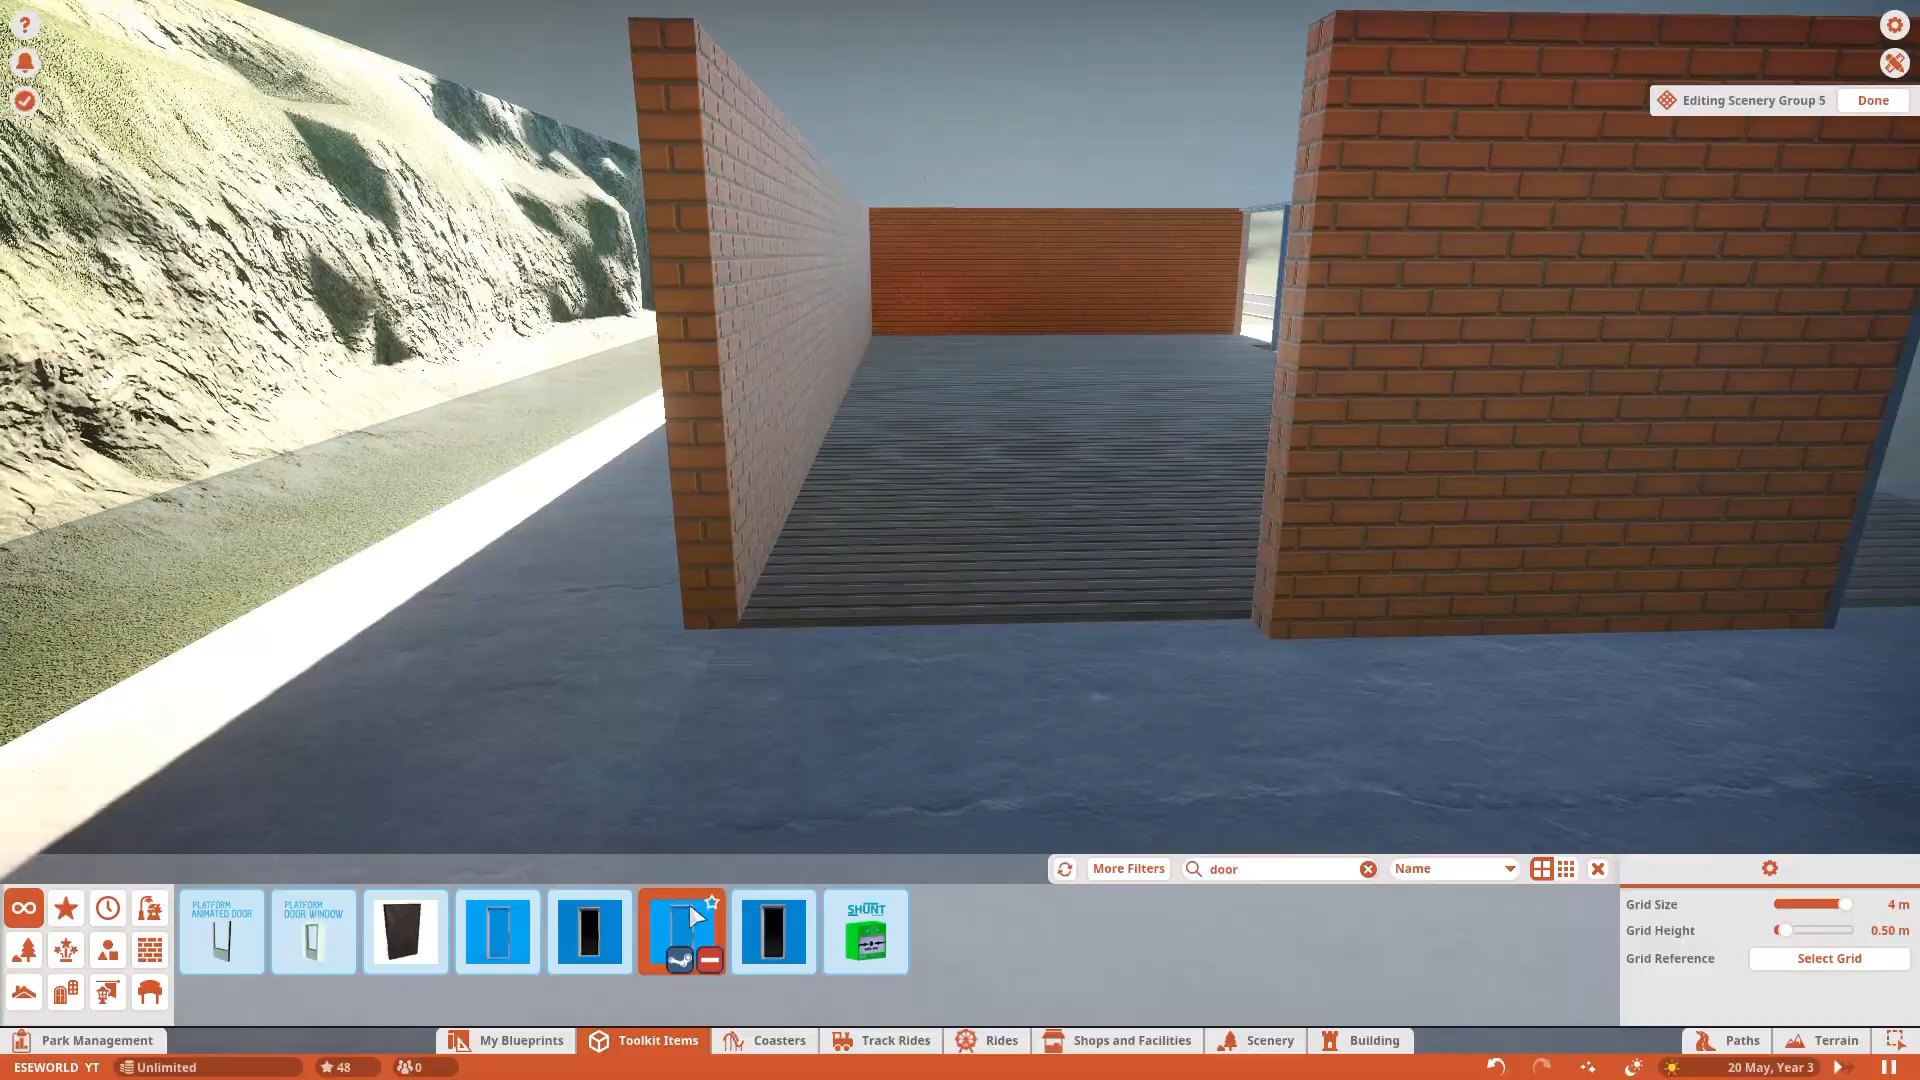 ?
Editing Scenery Group 5
Done
More Filters
door
Name
PLATFORM
ANIMATED DOOR
PLATFORM
DOOR WINDOW
SHUNT
Grid Size
4 m
Grid Height
0.50 m
Grid Reference
Select Grid
Park Management
My Blueprints
Toolkit Items
Coasters
Track Rides
Rides
Shops and Facilities
Scenery
Building
Paths
Terrain
ESEWORLD YT
Unlimited
48
0
20 May, Year 3